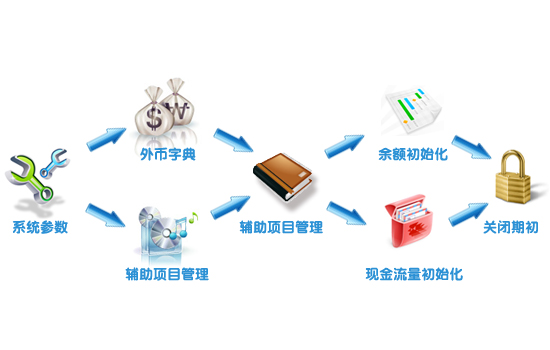 外币字典
余额初始化
系统参数
辅助项目管理
关闭期初
辅助项目管理
现金流量初始化
$
W